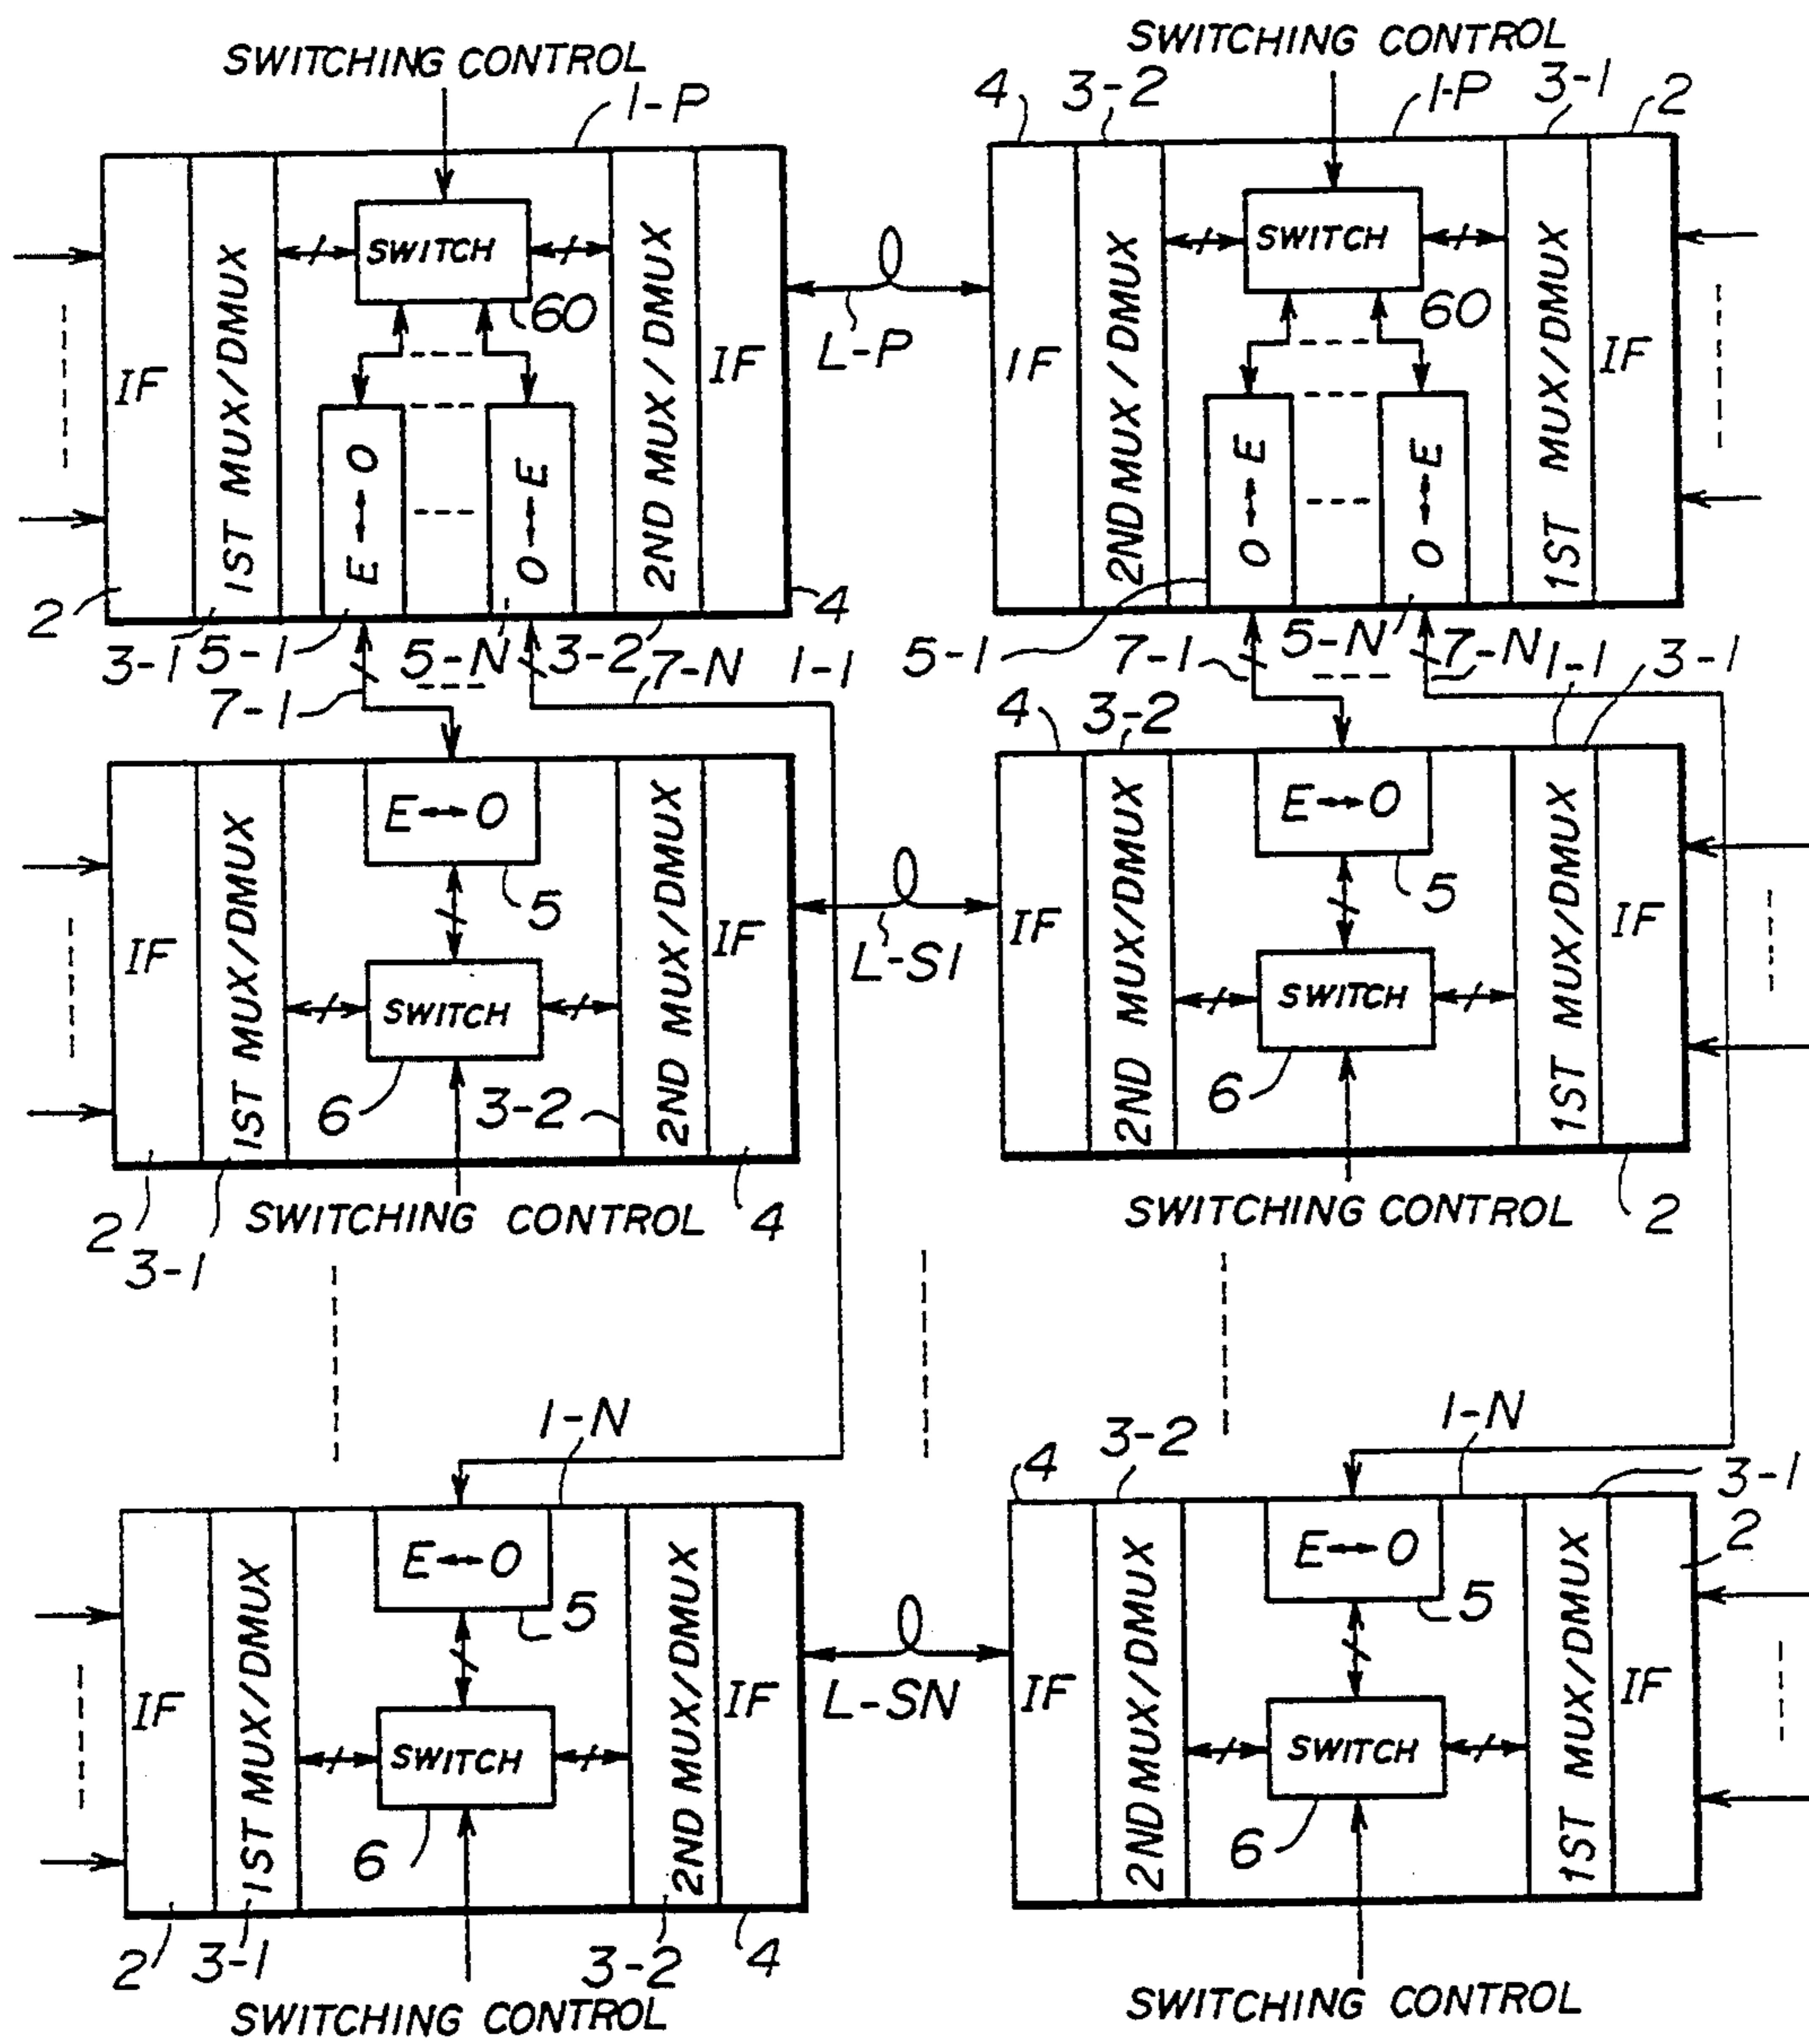 SWITCHING CONTROL
SWITCHING CONTROL
1-P
4
3-2
1-P
3-1
2
IF
1ST MUX/DMUX
SWITCH
60
E↔O
O↔E
2ND MUX/DMUX
IF
L-P
IF
2ND MUX/DMUX
SWITCH
60
O↔E
O↔E
1ST MUX/DMUX
IF
2
3-1
5-1
5-N
3-2
4
7-1
7-N
1-1
5-1
7-1
5-N
7-N
1-1
3-1
4
3-2
IF
1ST MUX/DMUX
E↔O
5
SWITCH
6
3-2
2ND MUX/DMUX
IF
L-S1
IF
2ND MUX/DMUX
E↔O
5
SWITCH
6
1ST MUX/DMUX
IF
2
3-1
SWITCHING CONTROL
4
SWITCHING CONTROL
2
1-N
4
3-2
1-N
3-1
2
IF
1ST MUX/DMUX
E↔O
5
SWITCH
6
2ND MUX/DMUX
IF
L-SN
IF
2ND MUX/DMUX
E↔O
5
SWITCH
6
1ST MUX/DMUX
IF
2
3-1
3-2
4
SWITCHING CONTROL
SWITCHING CONTROL